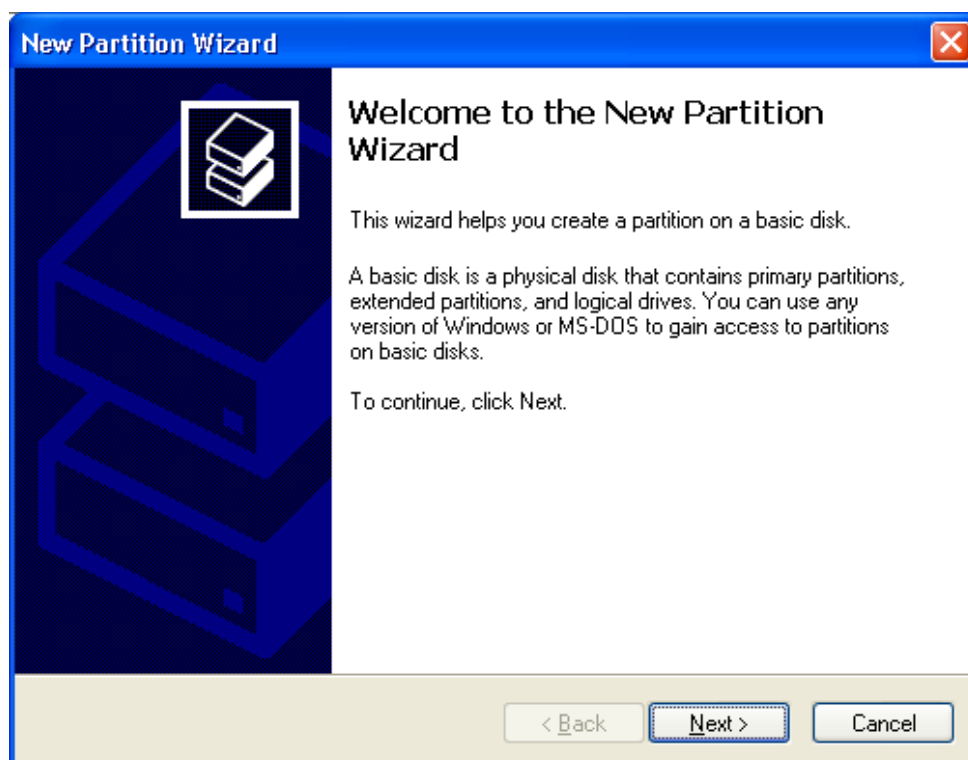 New Partition Wizard
Welcome to the New Partition
Wizard
This wizard helps you create a partition on a basic disk.
A basic disk is a physical disk that contains primary partitions,
extended partitions, and logical drives. You can use any
version of Windows or MS-DOS to gain access to partitions
on basic disks.
To continue, click Next.
< Back
Next >
Cancel